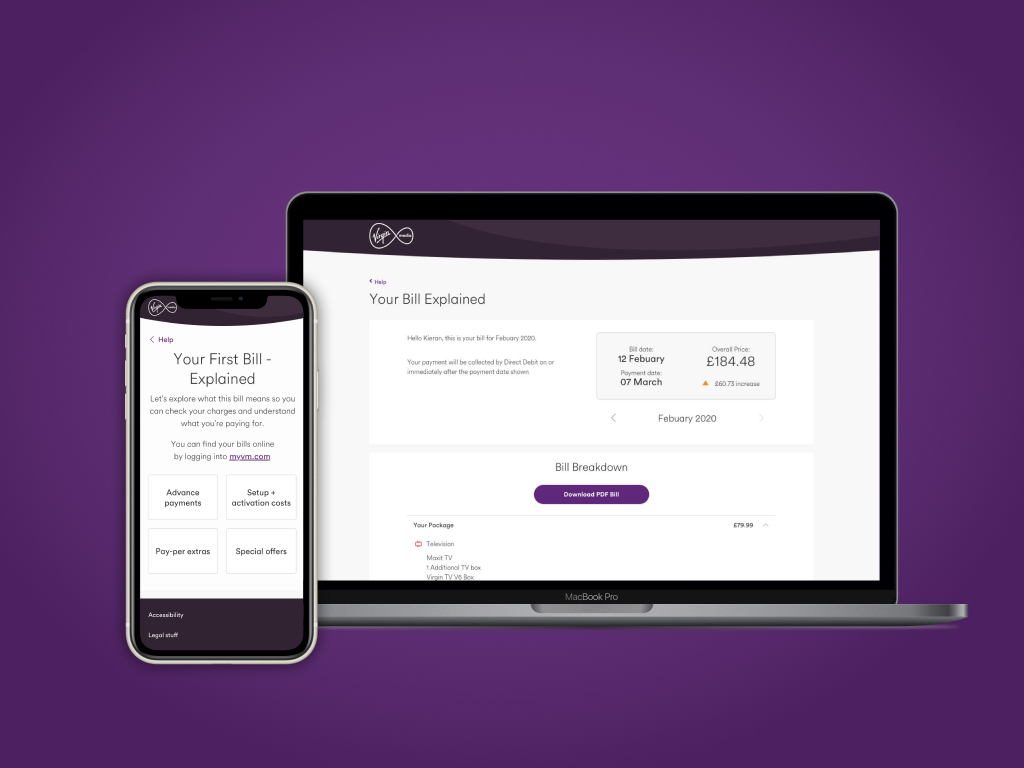 Virgin media
Help
Your First Bill -
Explained
Let's explore what this bill means so you
can check your charges and understand
what you're paying for.
You can find your bills online
by logging into myvm.com
Advance
payments
Setup +
activation costs
Pay-per extras
Special offers
Accessibility
Legal stuff
Virgin media
Help
Your Bill Explained
Hello Kieran, this is your bill for Febuary 2020.
Your payment will be collected by Direct Debit on or
immediately after the payment date shown
Bill date:
12 Febuary
Payment date:
07 March
Overall Price:
£184.48
£60.73 increase
Febuary 2020
Bill Breakdown
Download PDF Bill
Your Package £79.99
Television
Maxit TV
1 Additional TV box
Virgin TV V6 Box
MacBook Pro